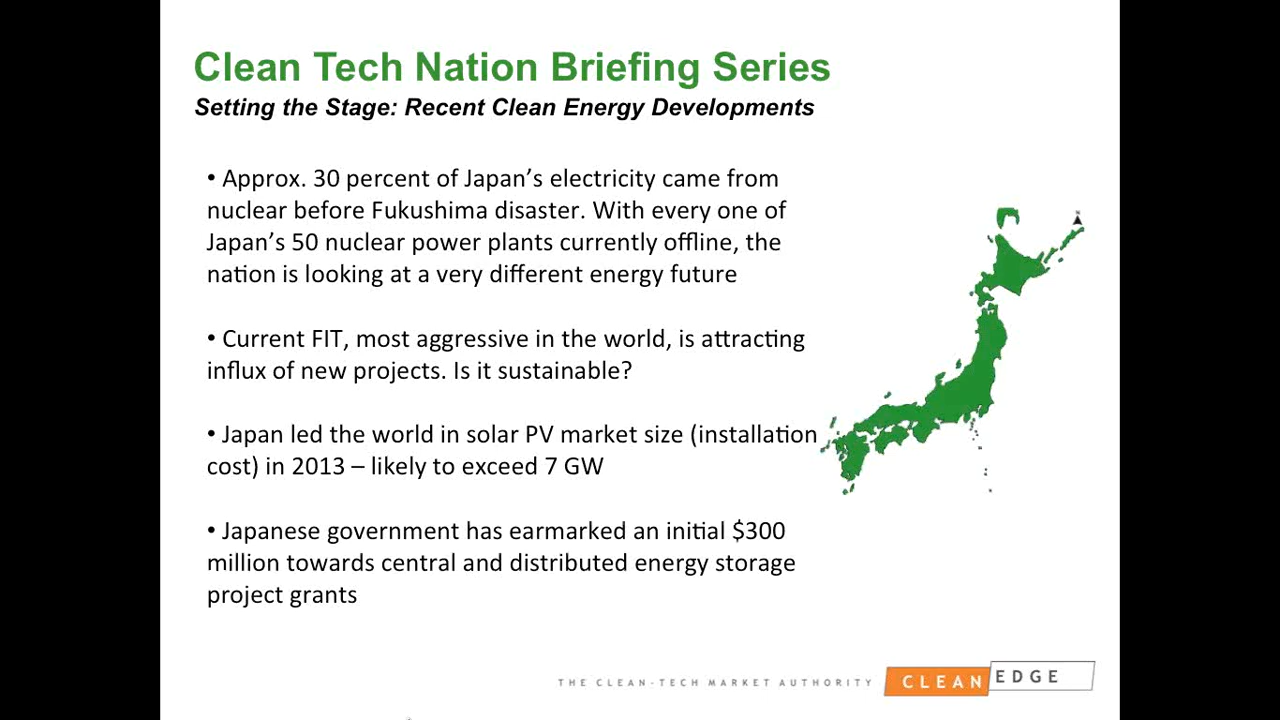 Clean Tech Nation Briefing Series
Setting the Stage: Recent Clean Energy Developments
• Approx. 30 percent of Japan’s electricity came from
nuclear before Fukushima disaster. With every one of
Japan’s 50 nuclear power plants currently offline, the
nation is looking at a very different energy future
• Current FIT, most aggressive in the world, is attracting
influx of new projects. Is it sustainable?
• Japan led the world in solar PV market size (installation
cost) in 2013 – likely to exceed 7 GW
• Japanese government has earmarked an initial $300
million towards central and distributed energy storage
project grants
THE CLEAN-TECH MARKET AUTHORITY
CLEAN EDGE